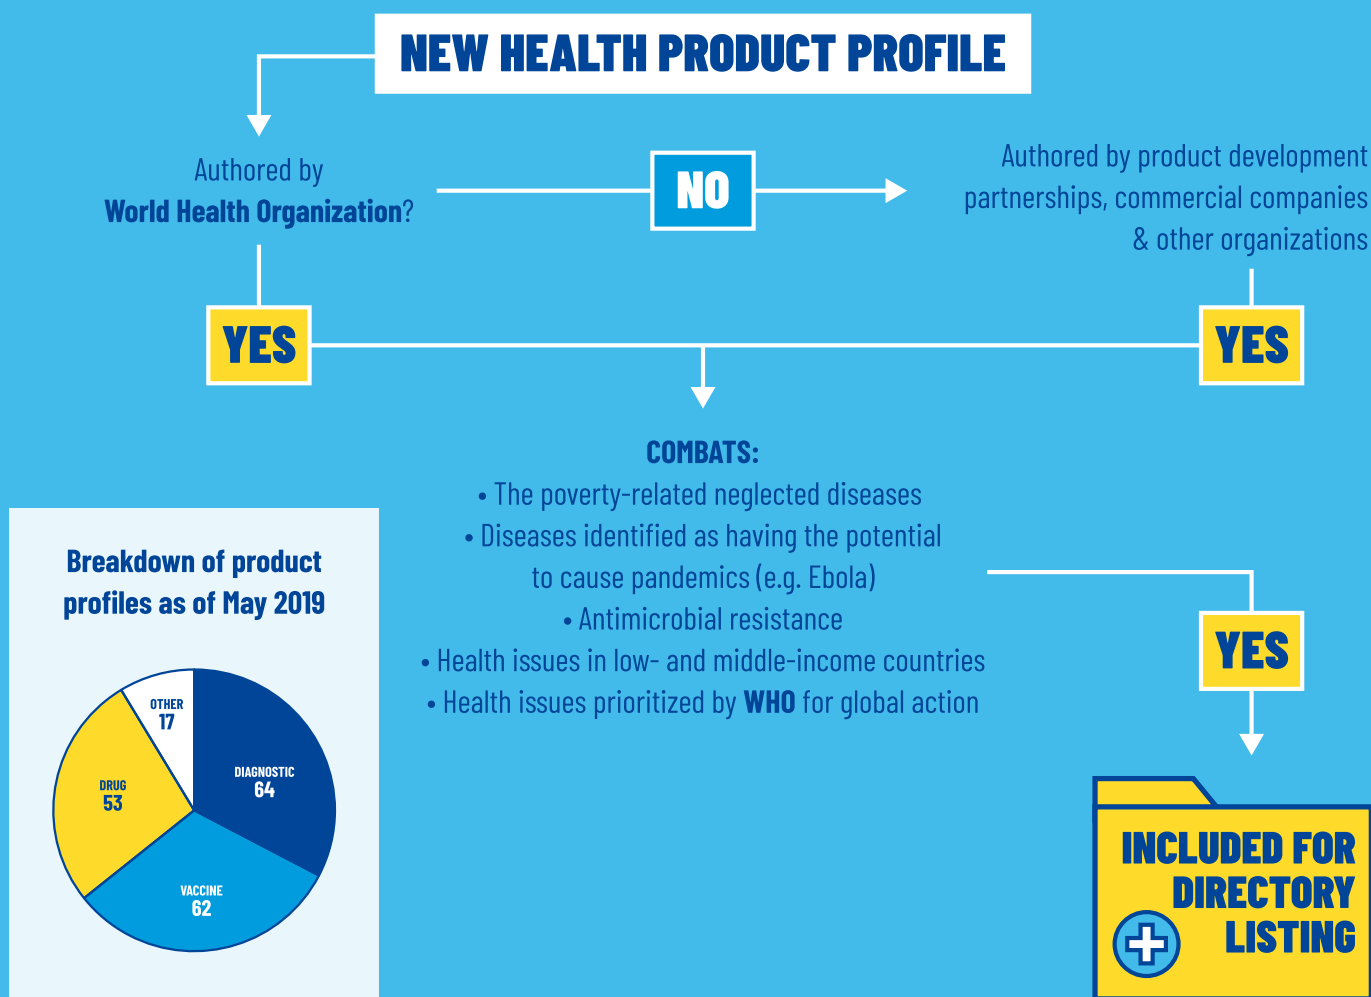 NEW HEALTH PRODUCT PROFILE
Authored by
World Health Organization?
NO
Authored by product development
partnerships, commercial companies
& other organizations
YES
YES
COMBATS:
• The poverty-related neglected diseases
• Diseases identified as having the potential
to cause pandemics (e.g. Ebola)
• Antimicrobial resistance
• Health issues in low- and middle-income countries
• Health issues prioritized by WHO for global action
YES
INCLUDED FOR
DIRECTORY
LISTING
Breakdown of product
profiles as of May 2019
OTHER
17
DIAGNOSTIC
64
DRUG
53
VACCINE
62